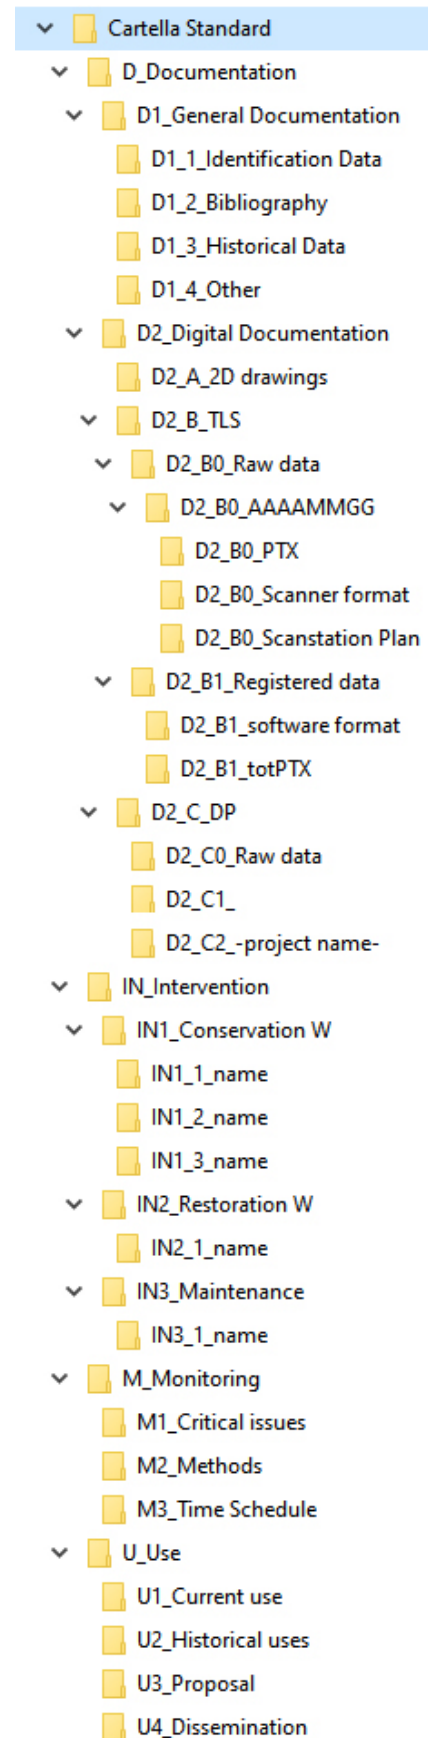 Cartella Standard
D_Documentation
D1_General Documentation
D1_1_Identification Data
D1_2_Bibliography
D1_3_Historical Data
D1_4_Other
D2_Digital Documentation
D2_A_2D drawings
D2_B_TLS
D2_B0_Raw data
D2_B0_AAAAMMGG
D2_B0_PTX
D2_B0_Scanner format
D2_B0_Scanstation Plan
D2_B1_Registered data
D2_B1_software format
D2_B1_totPTX
D2_C_DP
D2_C0_Raw data
D2_C1_
D2_C2_-project name-
IN_Intervention
IN1_Conservation W
IN1_1_name
IN1_2_name
IN1_3_name
IN2_Restoration W
IN2_1_name
IN3_Maintenance
IN3_1_name
M_Monitoring
M1_Critical issues
M2_Methods
M3_Time Schedule
U_Use
U1_Current use
U2_Historical uses
U3_Proposal
U4_Dissemination